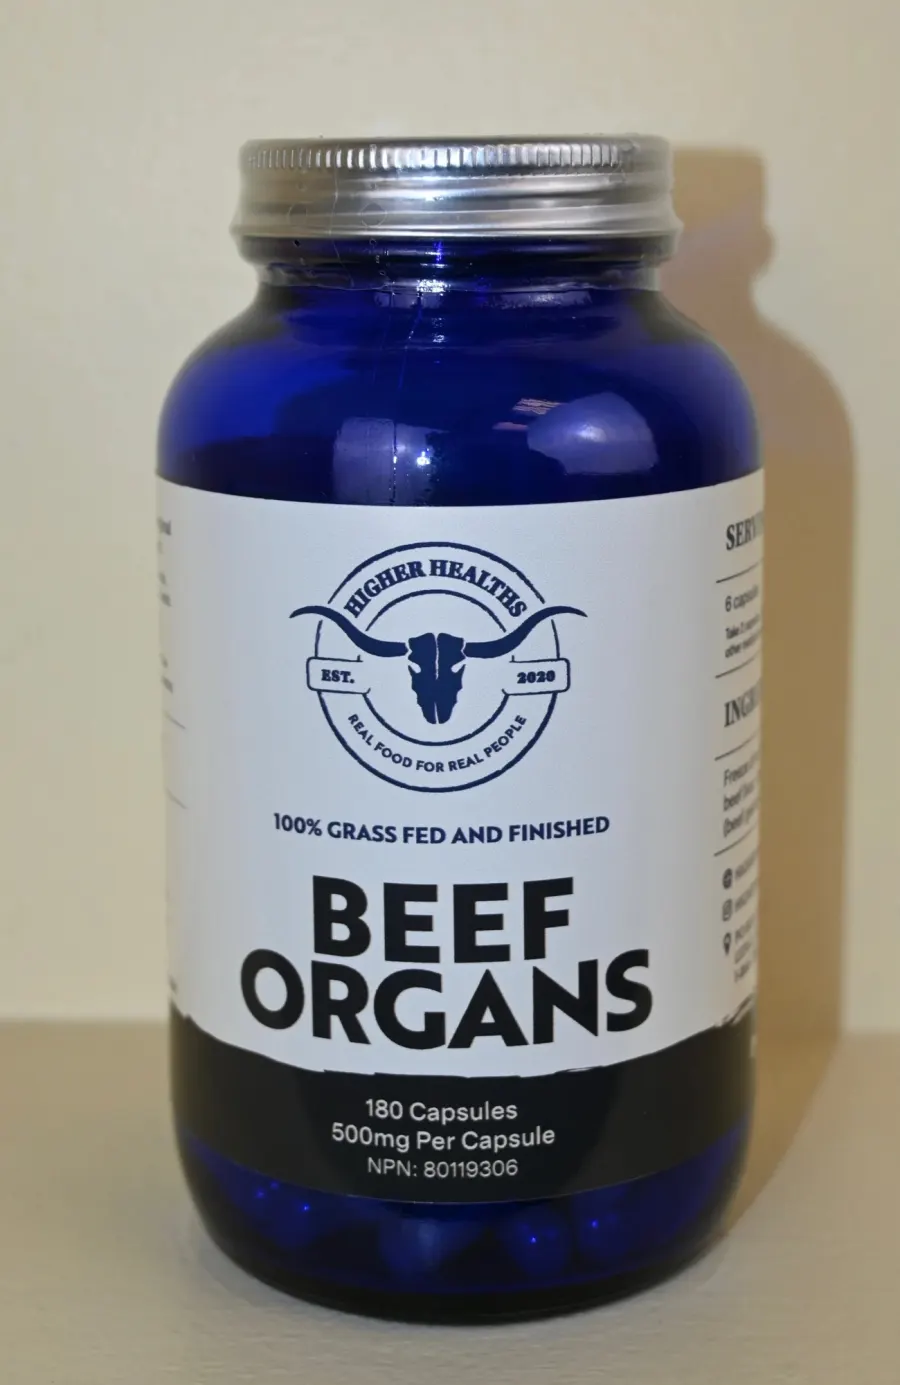 HIGHER HEALTHS
EST. 2020
REAL FOOD FOR REAL PEOPLE
100% GRASS FED AND FINISHED
BEEF
ORGANS
180 Capsules
500mg Per Capsule
NPN: 80119306
6